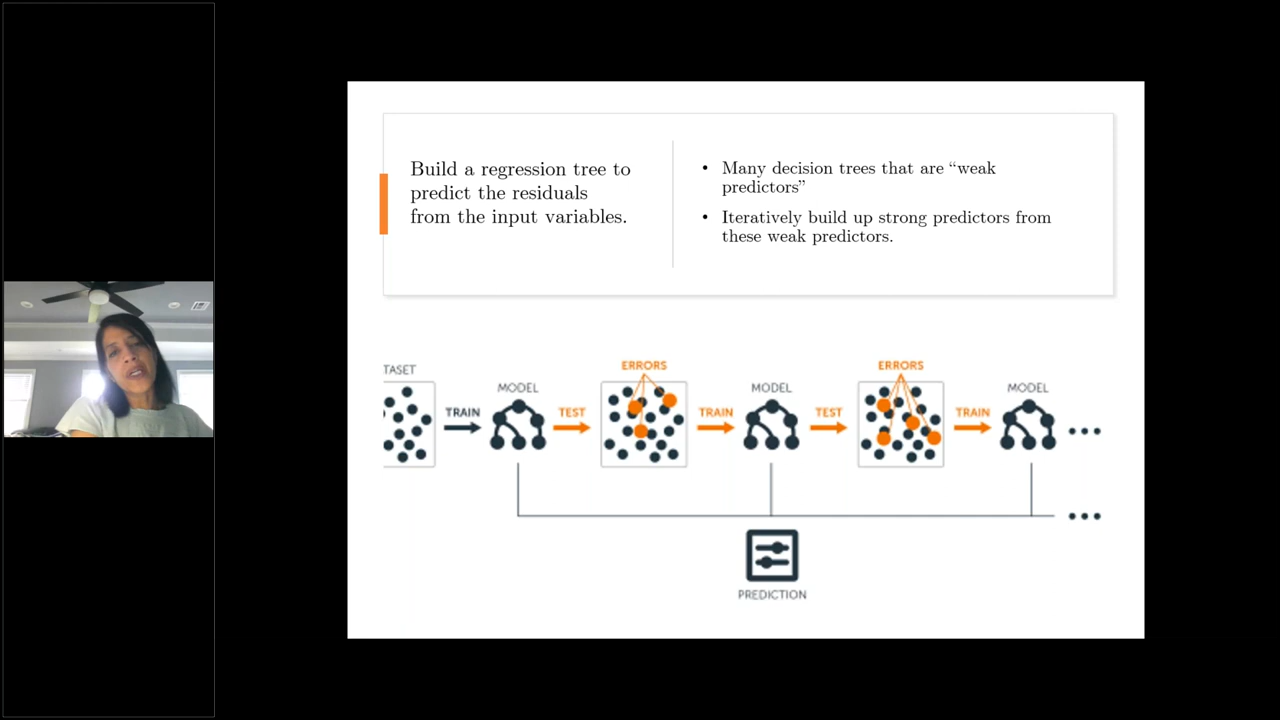 Build a regression tree to
predict the residuals
from the input variables.
• Many decision trees that are “weak
predictors”
• Iteratively build up strong predictors from
these weak predictors.
TASET
TRAIN
MODEL
TEST
ERRORS
TRAIN
MODEL
TEST
ERRORS
TRAIN
MODEL
PREDICTION